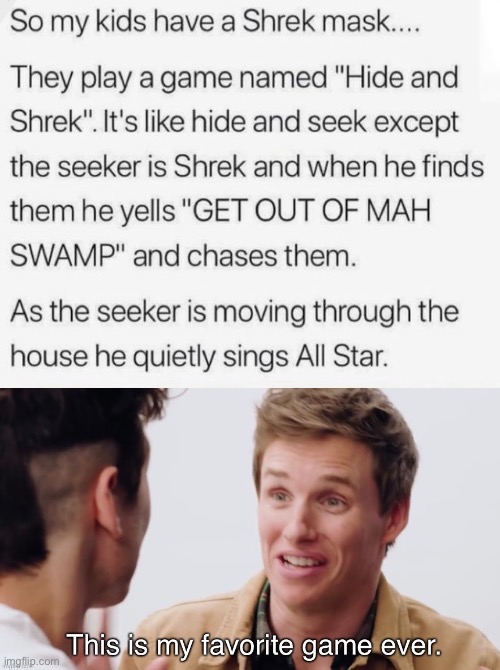 So my kids have a Shrek mask....
They play a game named "Hide and
Shrek". It's like hide and seek except
the seeker is Shrek and when he finds
them he yells "GET OUT OF MAH
SWAMP" and chases them.
As the seeker is moving through the
house he quietly sings All Star.
This is my favorite game ever.
imgflip.com